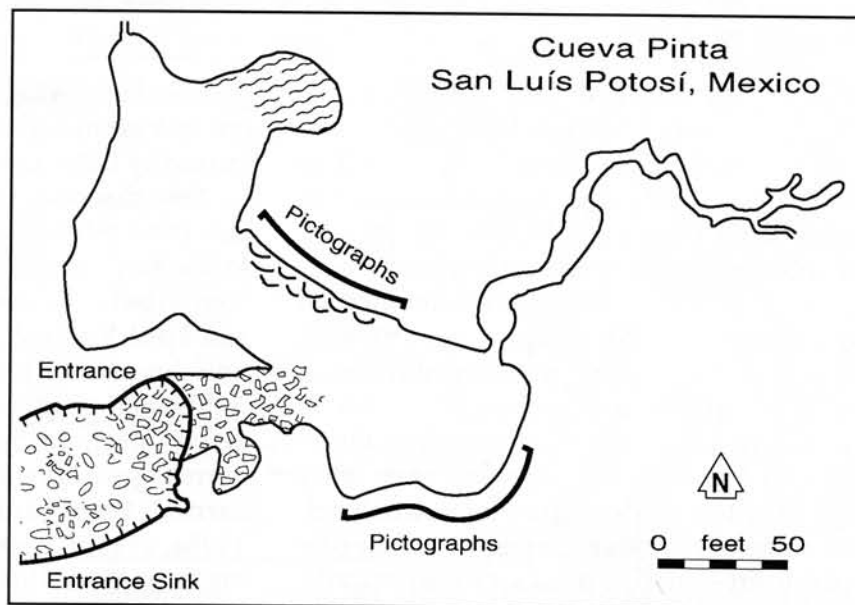 Cueva Pinta
San Luís Potosí, Mexico
Pictographs
Entrance
N
0 feet 50
Pictographs
Entrance Sink